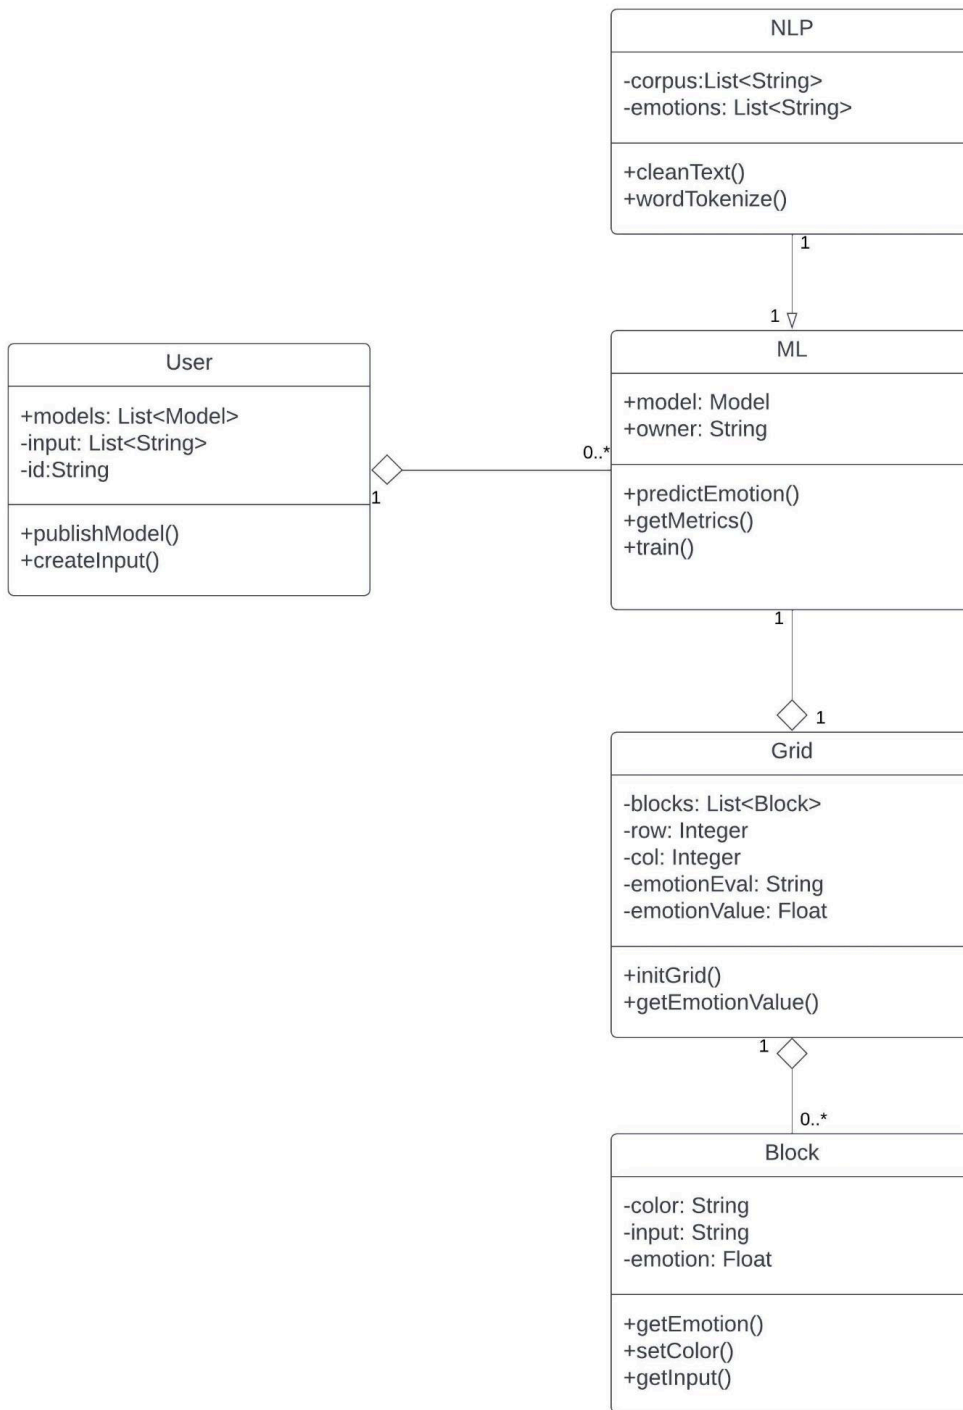 NLP
-corpus:List<String>
-emotions: List<String>
+cleanText()
+wordTokenize()
1
1
ML
+model: Model
+owner: String
+predictEmotion()
+getMetrics()
+train()
User
+models: List<Model>
-input: List<String>
-id:String
+publishModel()
+createInput()
0..*
1
1
1
Grid
-blocks: List<Block>
-row: Integer
-col: Integer
-emotionEval: String
-emotionValue: Float
+initGrid()
+getEmotionValue()
1
0..*
Block
-color: String
-input: String
-emotion: Float
+getEmotion()
+setColor()
+getInput()